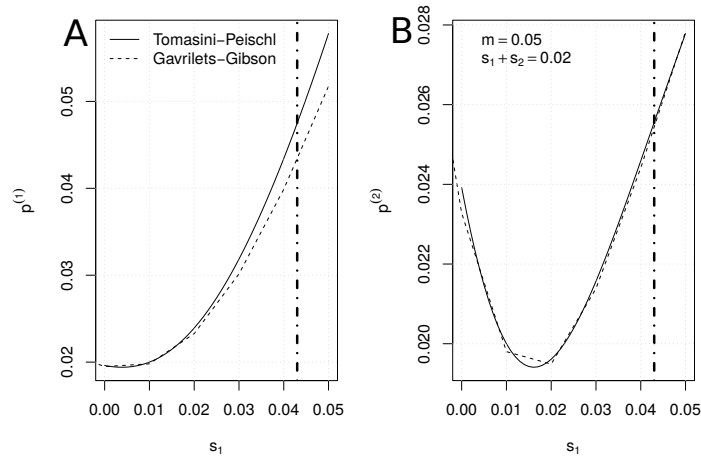 A
Tomasini−Peischl
Gavrilets−Gibson
p(1)
0.05
0.04
0.03
0.02
0.00 0.01 0.02 0.03 0.04 0.05
s1
B
m = 0.05
s1 + s2 = 0.02
p(2)
0.028
0.026
0.024
0.022
0.020
0.00 0.01 0.02 0.03 0.04 0.05
s1